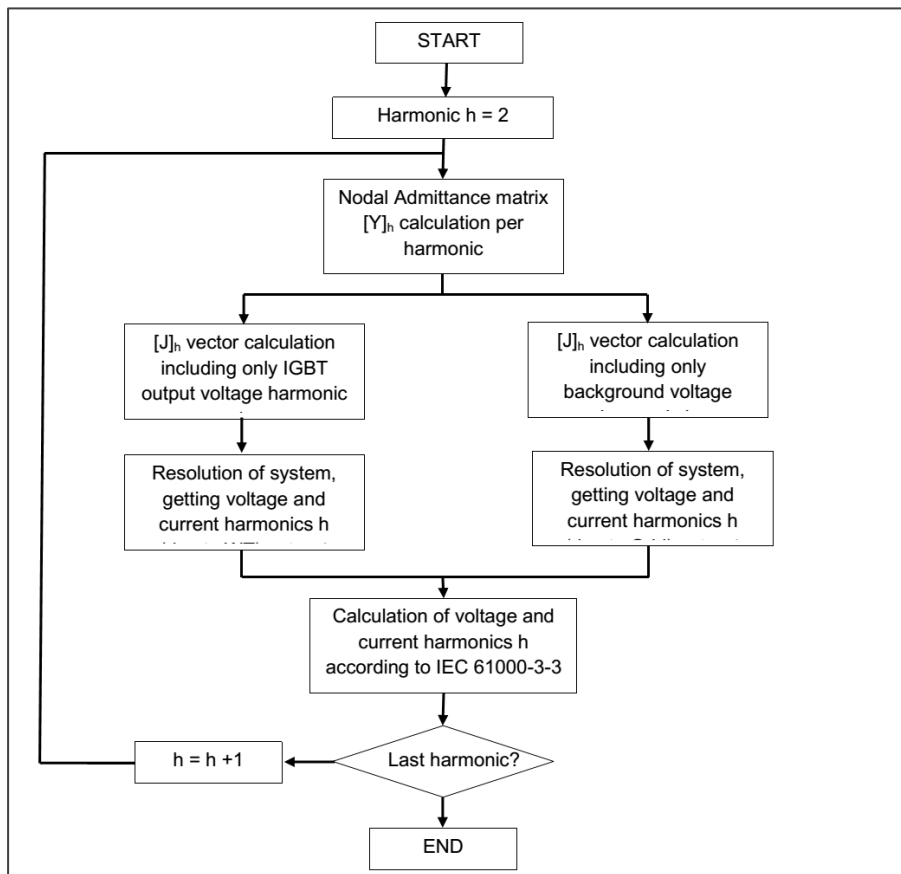 START
Harmonic h = 2
Nodal Admittance matrix
[Y]h calculation per
harmonic
[J]h vector calculation
including only IGBT
output voltage harmonic
[J]h vector calculation
including only
background voltage
Resolution of system,
getting voltage and
current harmonics h
Resolution of system,
getting voltage and
current harmonics h
Calculation of voltage and
current harmonics h
according to IEC 61000-3-3
Last harmonic?
h = h +1
END